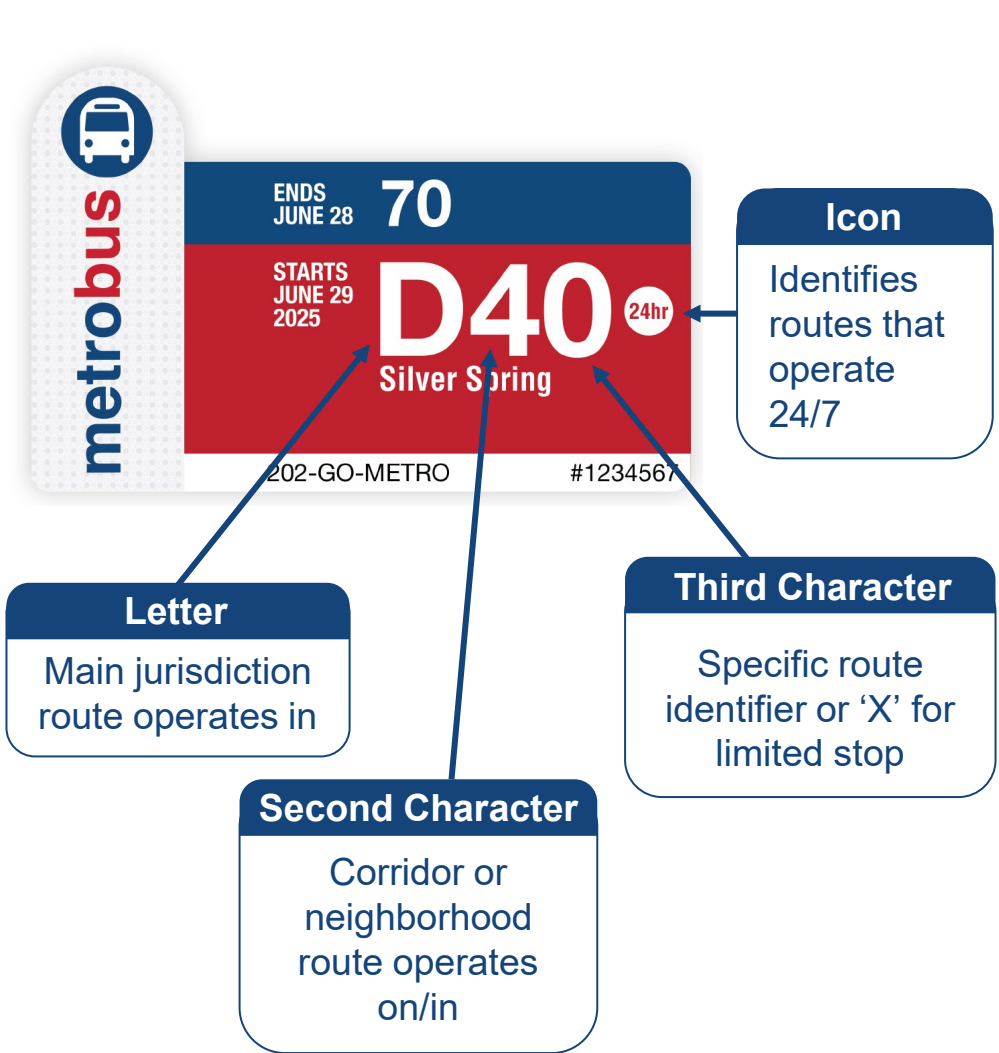 metrobus
ENDS
JUNE 28
70
STARTS
JUNE 29
2025
D40
24hr
Silver Spring
202-GO-METRO #1234567
Icon
Identifies
routes that
operate
24/7
Letter
Main jurisdiction
route operates in
Third Character
Specific route
identifier or ‘X’ for
limited stop
Second Character
Corridor or
neighborhood
route operates
on/in